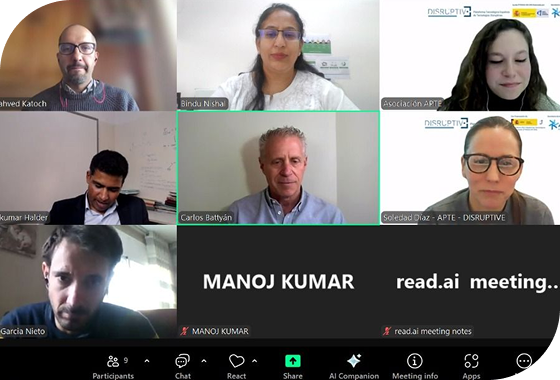 DISRUPTIVE
ahved Katoch
Bindu Nishal
Asociación APTE
DISRUPTIVE
DISRUPTIVE
kumar Halder
Carlos Battyán
Soledad Díaz - APTE - DISRUPTIVE
MANOJ KUMAR
read.ai meeting...
García Nieto
MANOJ KUMAR
read.ai meeting notes
9
Participants
Chat
React
Share
AI Companion
Meeting info
Apps